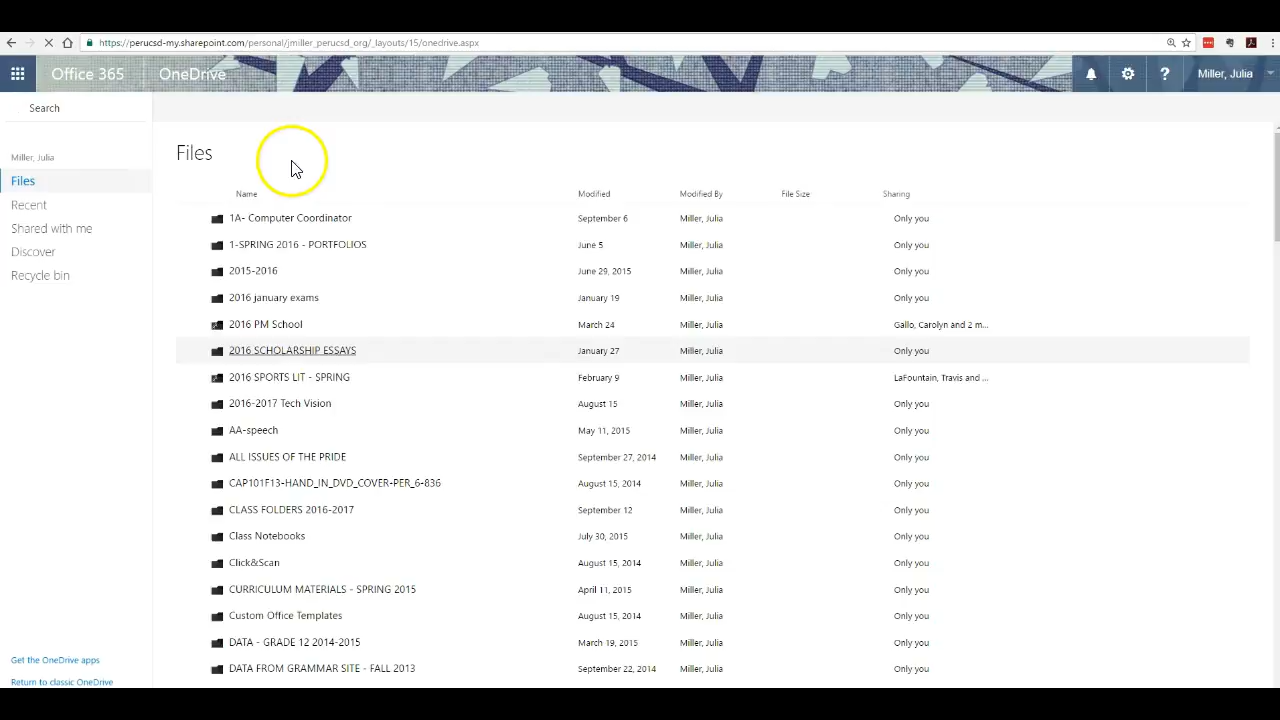 https://perucsd-my.sharepoint.com/personal/jmiller_perucsd_org/_layouts/15/onedrive.aspx
Office 365 OneDrive ? Miller, Julia
Search
Miller, Julia
Files
Recent
Shared with me
Discover
Recycle bin
Get the OneDrive apps
Return to classic OneDrive
Files
Name Modified Modified By File Size Sharing
1A- Computer Coordinator September 6 Miller, Julia Only you
1-SPRING 2016 - PORTFOLIOS June 5 Miller, Julia Only you
2015-2016 June 29, 2015 Miller, Julia Only you
2016 january exams January 19 Miller, Julia Only you
2016 PM School March 24 Miller, Julia Gallo, Carolyn and 2 m...
2016 SCHOLARSHIP ESSAYS January 27 Miller, Julia Only you
2016 SPORTS LIT - SPRING February 9 Miller, Julia LaFountain, Travis and ...
2016-2017 Tech Vision August 15 Miller, Julia Only you
AA-speech May 11, 2015 Miller, Julia Only you
ALL ISSUES OF THE PRIDE September 27, 2014 Miller, Julia Only you
CAP101F13-HAND_IN_DVD_COVER-PER_6-836 August 15, 2014 Miller, Julia Only you
CLASS FOLDERS 2016-2017 September 12 Miller, Julia Only you
Class Notebooks July 30, 2015 Miller, Julia Only you
Click&Scan August 15, 2014 Miller, Julia Only you
CURRICULUM MATERIALS - SPRING 2015 April 11, 2015 Miller, Julia Only you
Custom Office Templates August 15, 2014 Miller, Julia Only you
DATA - GRADE 12 2014-2015 March 19, 2015 Miller, Julia Only you
DATA FROM GRAMMAR SITE - FALL 2013 September 22, 2014 Miller, Julia Only you